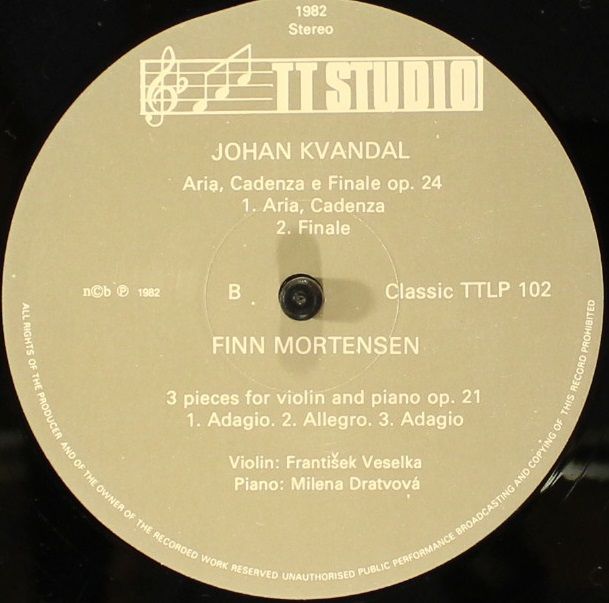 1982
Stereo
TT STUDIO
JOHAN KVANDAL
Aria, Cadenza e Finale op. 24
1. Aria, Cadenza
2. Finale
n©b ℗ 1982
B
Classic TTLP 102
FINN MORTENSEN
3 pieces for violin and piano op. 21
1. Adagio. 2. Allegro. 3. Adagio
Violin: František Veselka
Piano: Milena Dratvová
ALL RIGHTS OF THE PRODUCER AND OF THE OWNER OF THE RECORDED WORK RESERVED UNAUTHORISED PUBLIC PERFORMANCE BROADCASTING AND COPYING OF THIS RECORD PROHIBITED